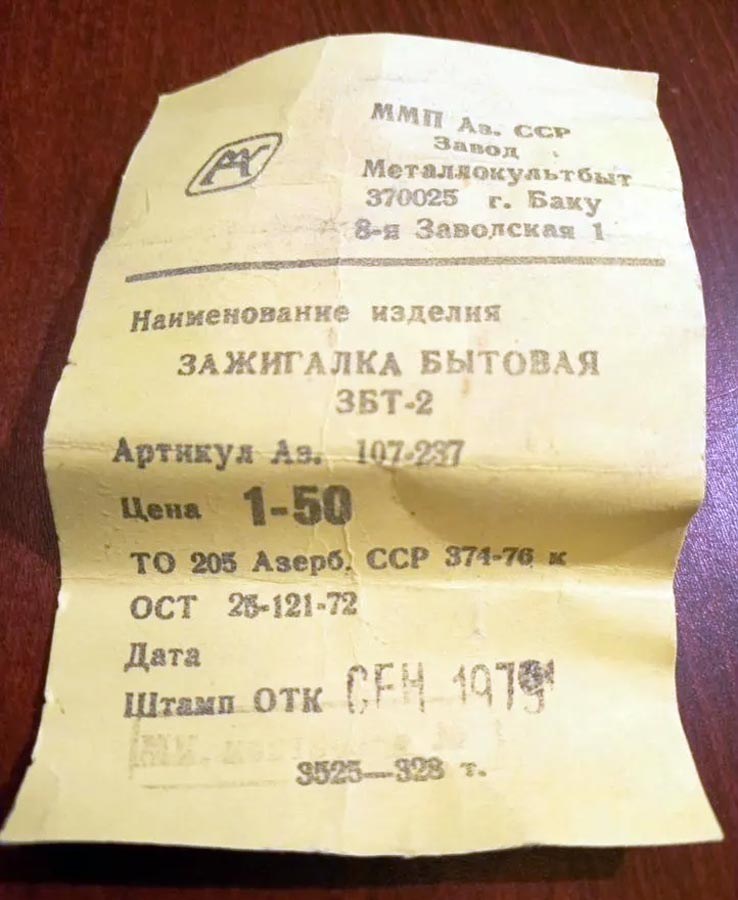 ММП Аз. ССР
Завод
Металлокультбыт
370025 г. Баку
8-я Заводская 1
Наименование изделия
ЗАЖИГАЛКА БЫТОВАЯ
ЗБТ-2
Артикул Аз. 107-237
Цена 1-50
ТО 205 Азерб. ССР 374-76 к
ОСТ 25-121-72
Дата
Штамп ОТК СЕН 1979
3525—328 т.